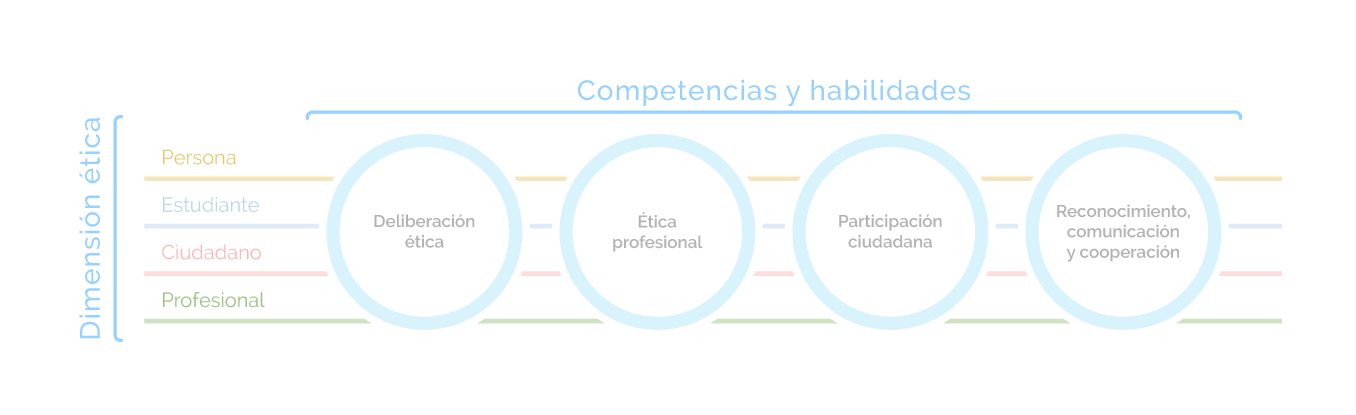 Competencias y habilidades
Dimensión ética
Persona
Estudiante
Ciudadano
Profesional
Deliberación
ética
Ética
profesional
Participación
ciudadana
Reconocimiento,
comunicación
y cooperación